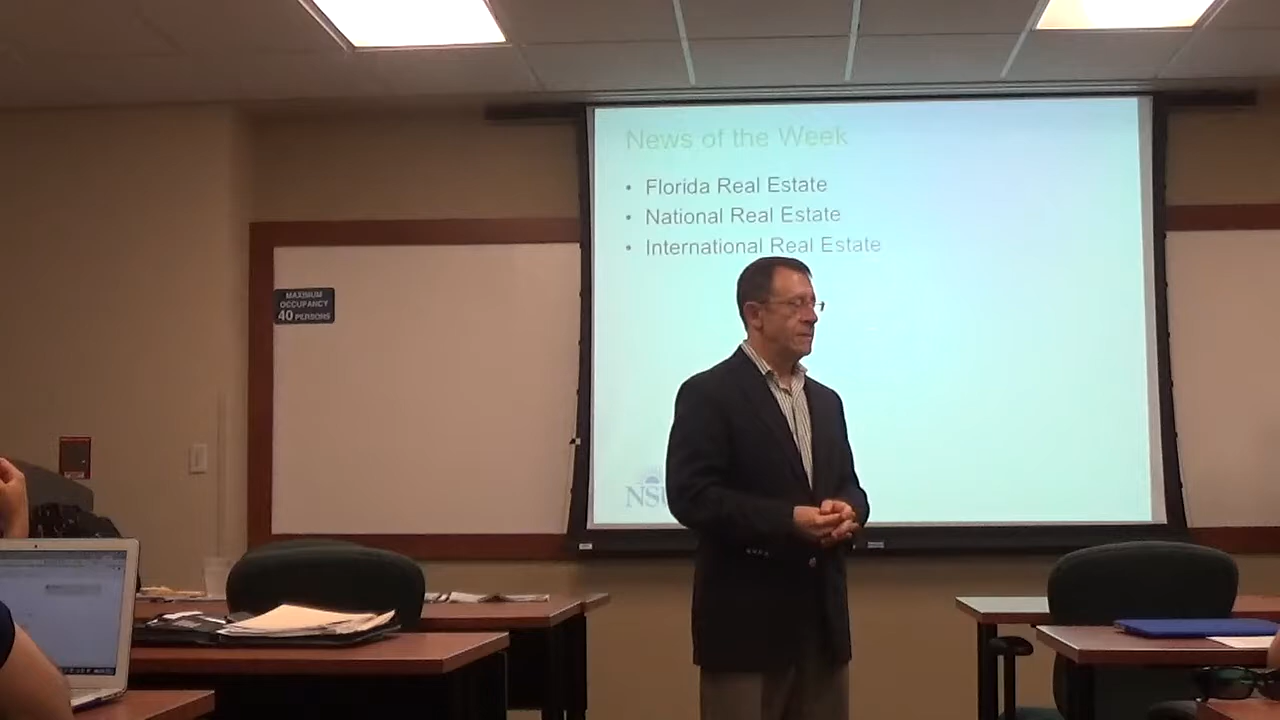 News of the Week
• Florida Real Estate
• National Real Estate
• International Real Estate
MAXIMUM
OCCUPANCY
40 PERSONS
NSU